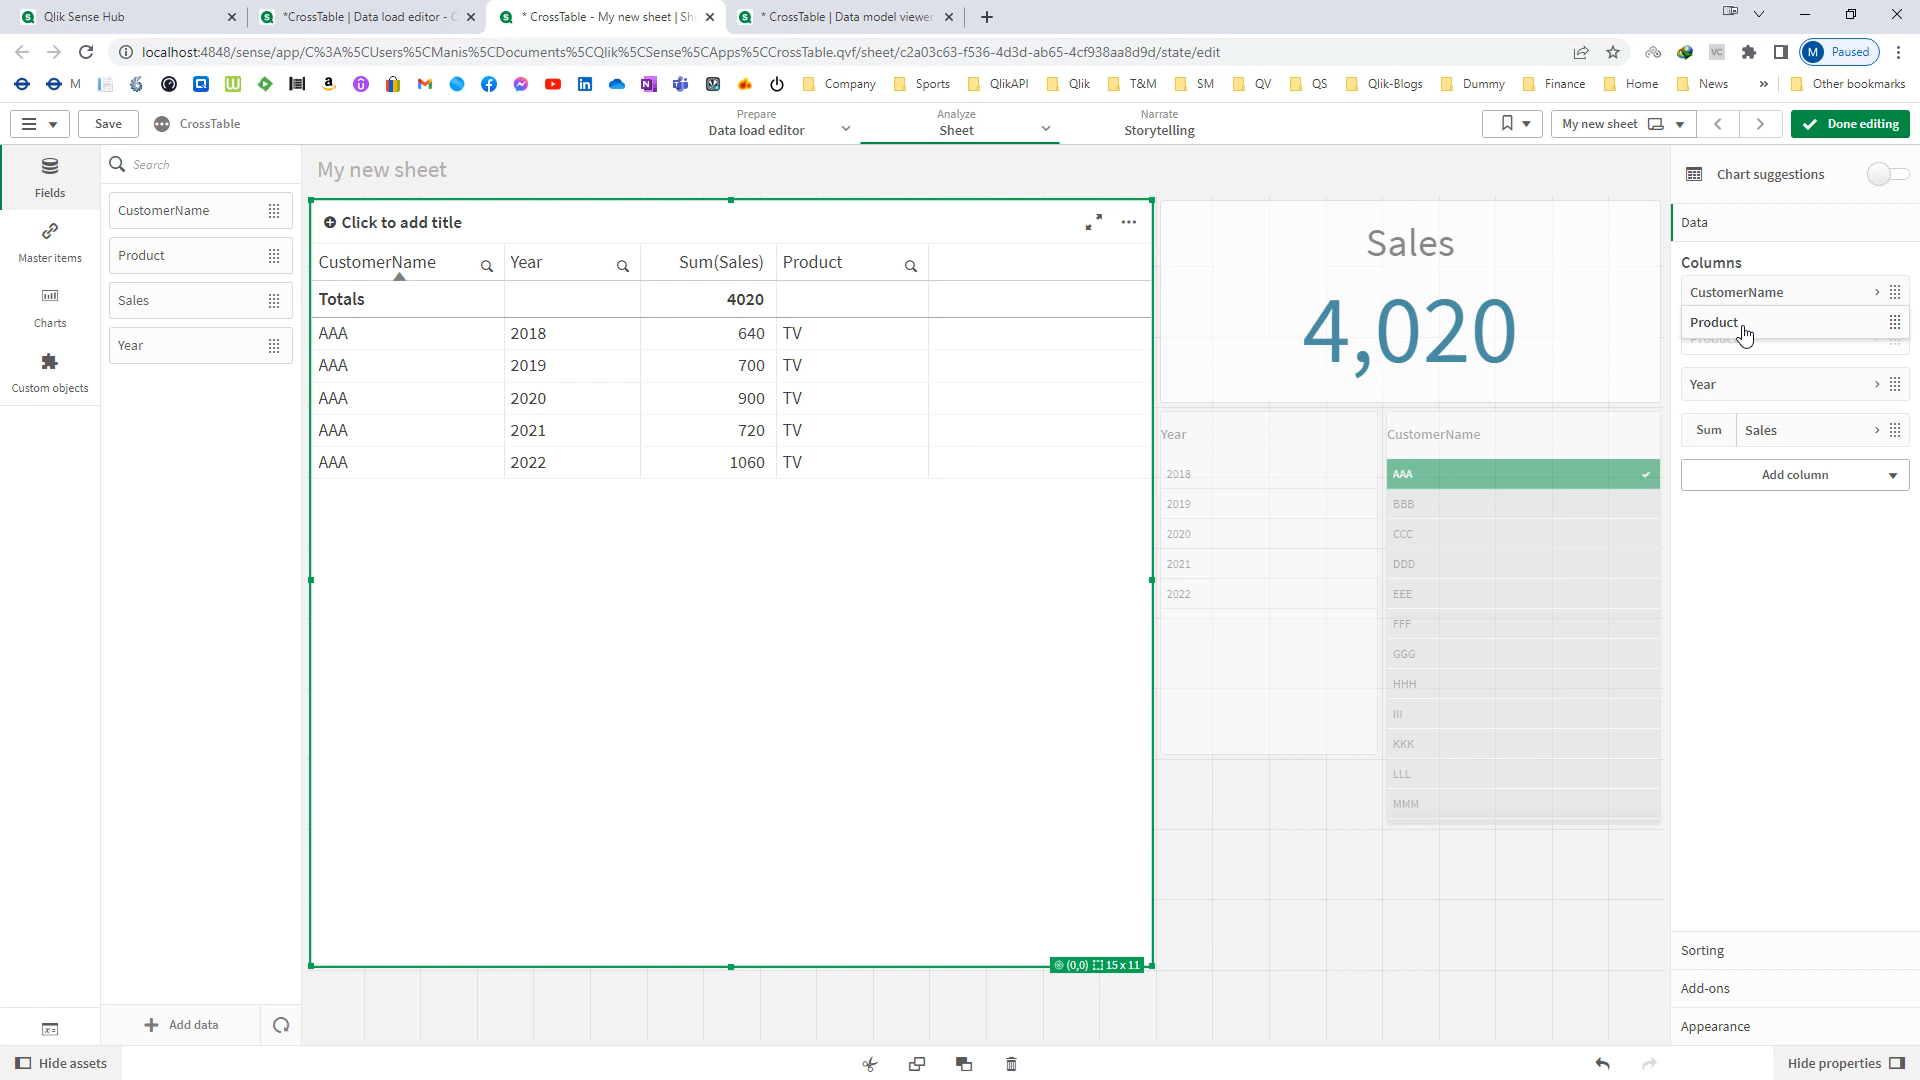 Qlik Sense Hub
*CrossTable | Data load editor - C
* CrossTable - My new sheet | Sh
* CrossTable | Data model viewer
Paused
localhost:4848/sense/app/C%3A%5CUsers%5CManis%5CDocuments%5CQlik%5CSense%5CApps%5CCrossTable.qvf/sheet/c2a03c63-f536-4d3d-ab65-4cf938aa8d9d/state/edit
M
Company
Sports
QlikAPI
Qlik
T&M
SM
QV
QS
Qlik-Blogs
Dummy
Finance
Home
News
Other bookmarks
Save
CrossTable
Prepare
Data load editor
Analyze
Sheet
Narrate
Storytelling
My new sheet
Done editing
Fields
Master items
Charts
Custom objects
Search
CustomerName
Product
Sales
Year
Add data
Hide assets
My new sheet
Click to add title
CustomerName Year Sum(Sales) Product
Totals 4020
AAA 2018 640 TV
AAA 2019 700 TV
AAA 2020 900 TV
AAA 2021 720 TV
AAA 2022 1060 TV
(0,0) 15 x 11
Sales
4,020
Year
2018
2019
2020
2021
2022
CustomerName
AAA
BBB
CCC
DDD
EEE
FFF
GGG
HHH
III
KKK
LLL
MMM
Chart suggestions
Data
Columns
CustomerName
Product
Product
Year
Sum Sales
Add column
Sorting
Add-ons
Appearance
Hide properties